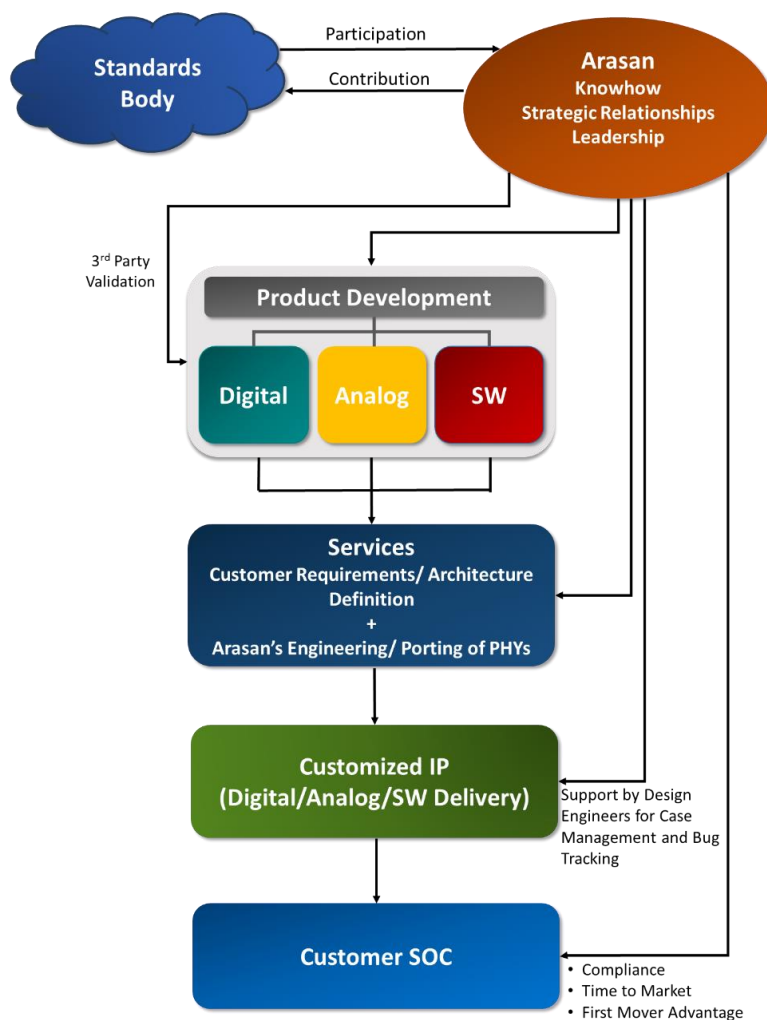 Participation
Standards
Body
Contribution
Arasan
Knowhow
Strategic Relationships
Leadership
3rd Party
Validation
Product Development
Digital
Analog
SW
Services
Customer Requirements/ Architecture
Definition
+
Arasan's Engineering/ Porting of PHYs
Customized IP
(Digital/Analog/SW Delivery)
Support by Design
Engineers for Case
Management and Bug
Tracking
Customer SOC
• Compliance
• Time to Market
• First Mover Advantage